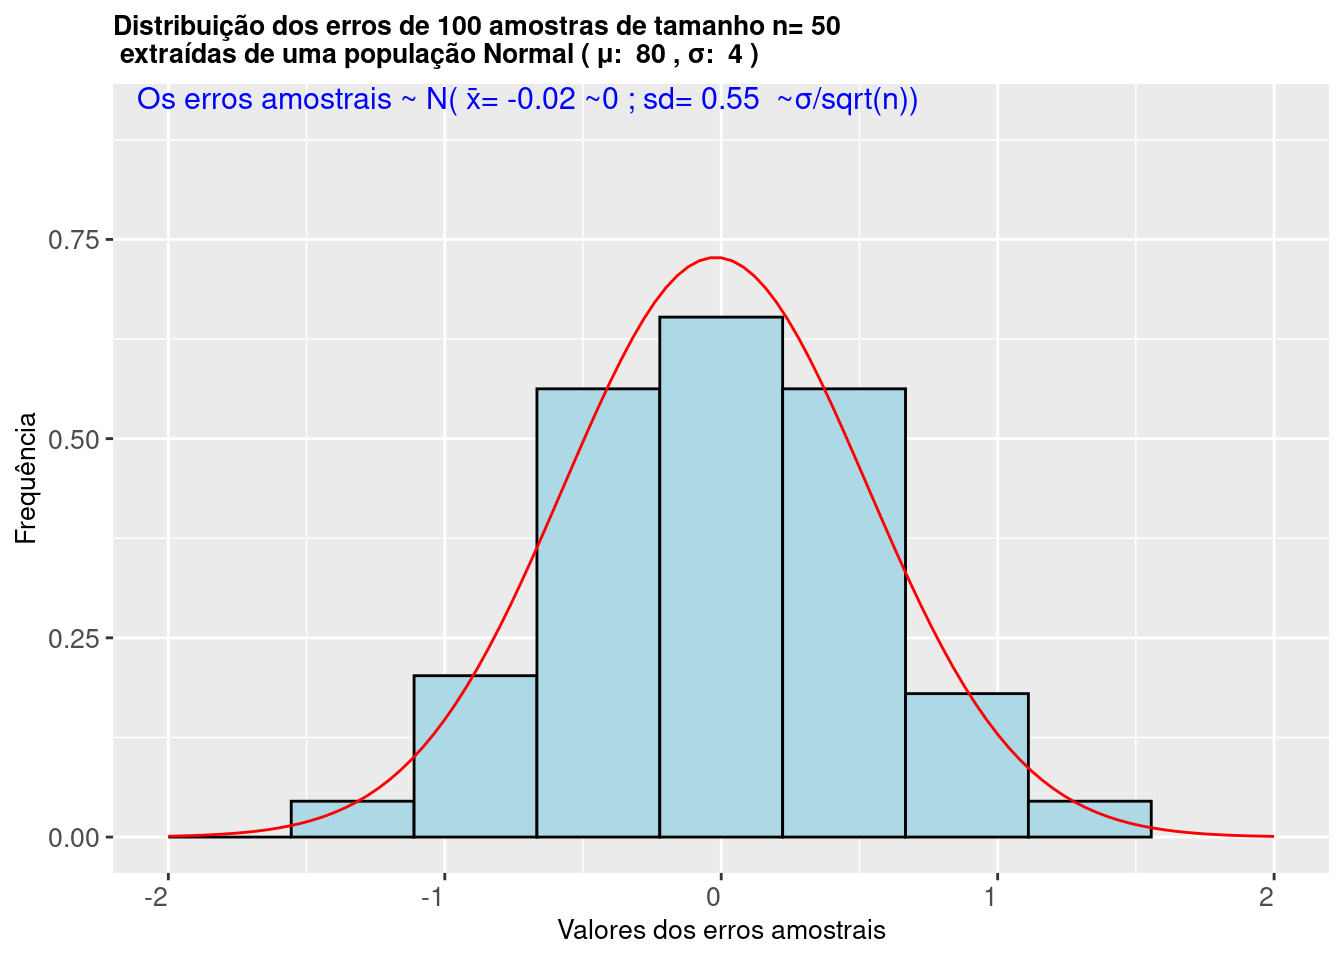 Distribuição dos erros de 100 amostras de tamanho n= 50
extraídas de uma população Normal ( μ:  80 , σ:  4 )
Os erros amostrais ~ N( x̄= -0.02 ~0 ; sd= 0.55  ~σ/sqrt(n))
Frequência
0.75
0.50
0.25
0.00
-2
-1
0
1
2
Valores dos erros amostrais